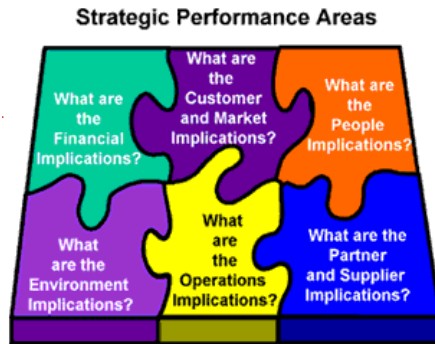 Strategic Performance Areas
What are
the
Financial
Implications?
What are
the
Customer
and Market
Implications?
What are
the
People
Implications?
What
are the
Environment
Implications?
What
are
the
Operations
Implications?
What are the
Partner
and Supplier
Implications?